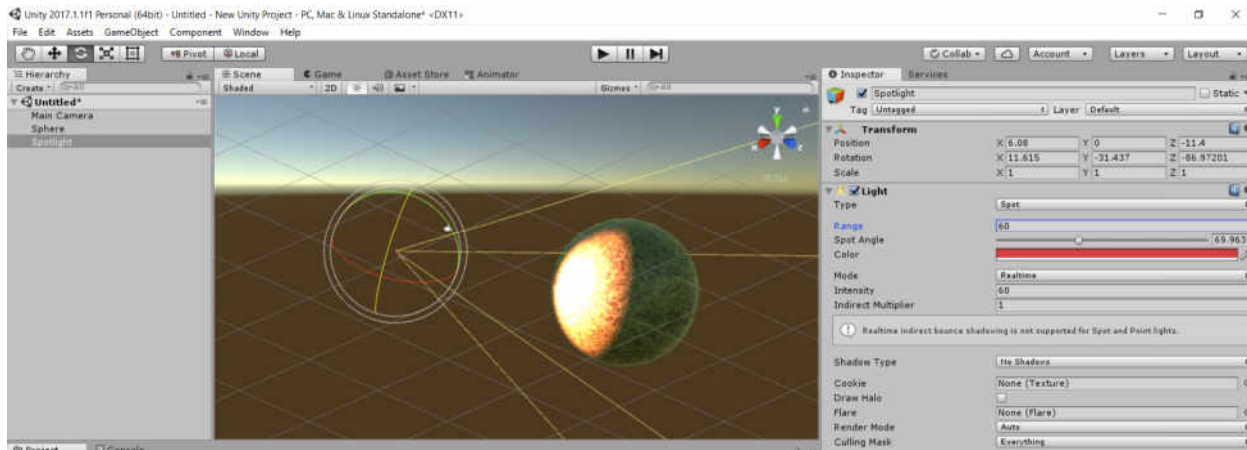 Unity 2017.1.1f1 Personal (64bit) - Untitled - New Unity Project - PC, Mac & Linux Standalone* <DX11>
File Edit Assets GameObject Component Window Help
Pivot Local Collab Account Layers Layout
Hierarchy Scene Game Asset Store Animator Inspector Services
Create All Shaded 2D Gizmos All Spotlight Static
Untitled*
Tag Untagged Layer Default
Main Camera
Sphere
Spotlight
Transform
Position X 6.08 Y 0 Z -11.4
Rotation X 11.615 Y -31.437 Z -86.97201
Scale X 1 Y 1 Z 1
Light
Type Spot
Range 60
Spot Angle 69.963
Color
Mode Realtime
Intensity 60
Indirect Multiplier 1
Realtime indirect bounce shadowing is not supported for Spot and Point lights.
Shadow Type No Shadows
Cookie None (Texture)
Draw Halo
Flare None (Flare)
Render Mode Auto
Culling Mask Everything
Project Console